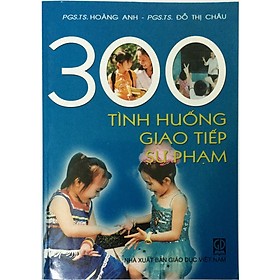 PGS.TS. HOÀNG ANH - PGS.TS. ĐỖ THỊ CHÂU
300
TÌNH HUỐNG
GIAO TIẾP
SƯ PHẠM
NHÀ XUẤT BẢN GIÁO DỤC VIỆT NAM